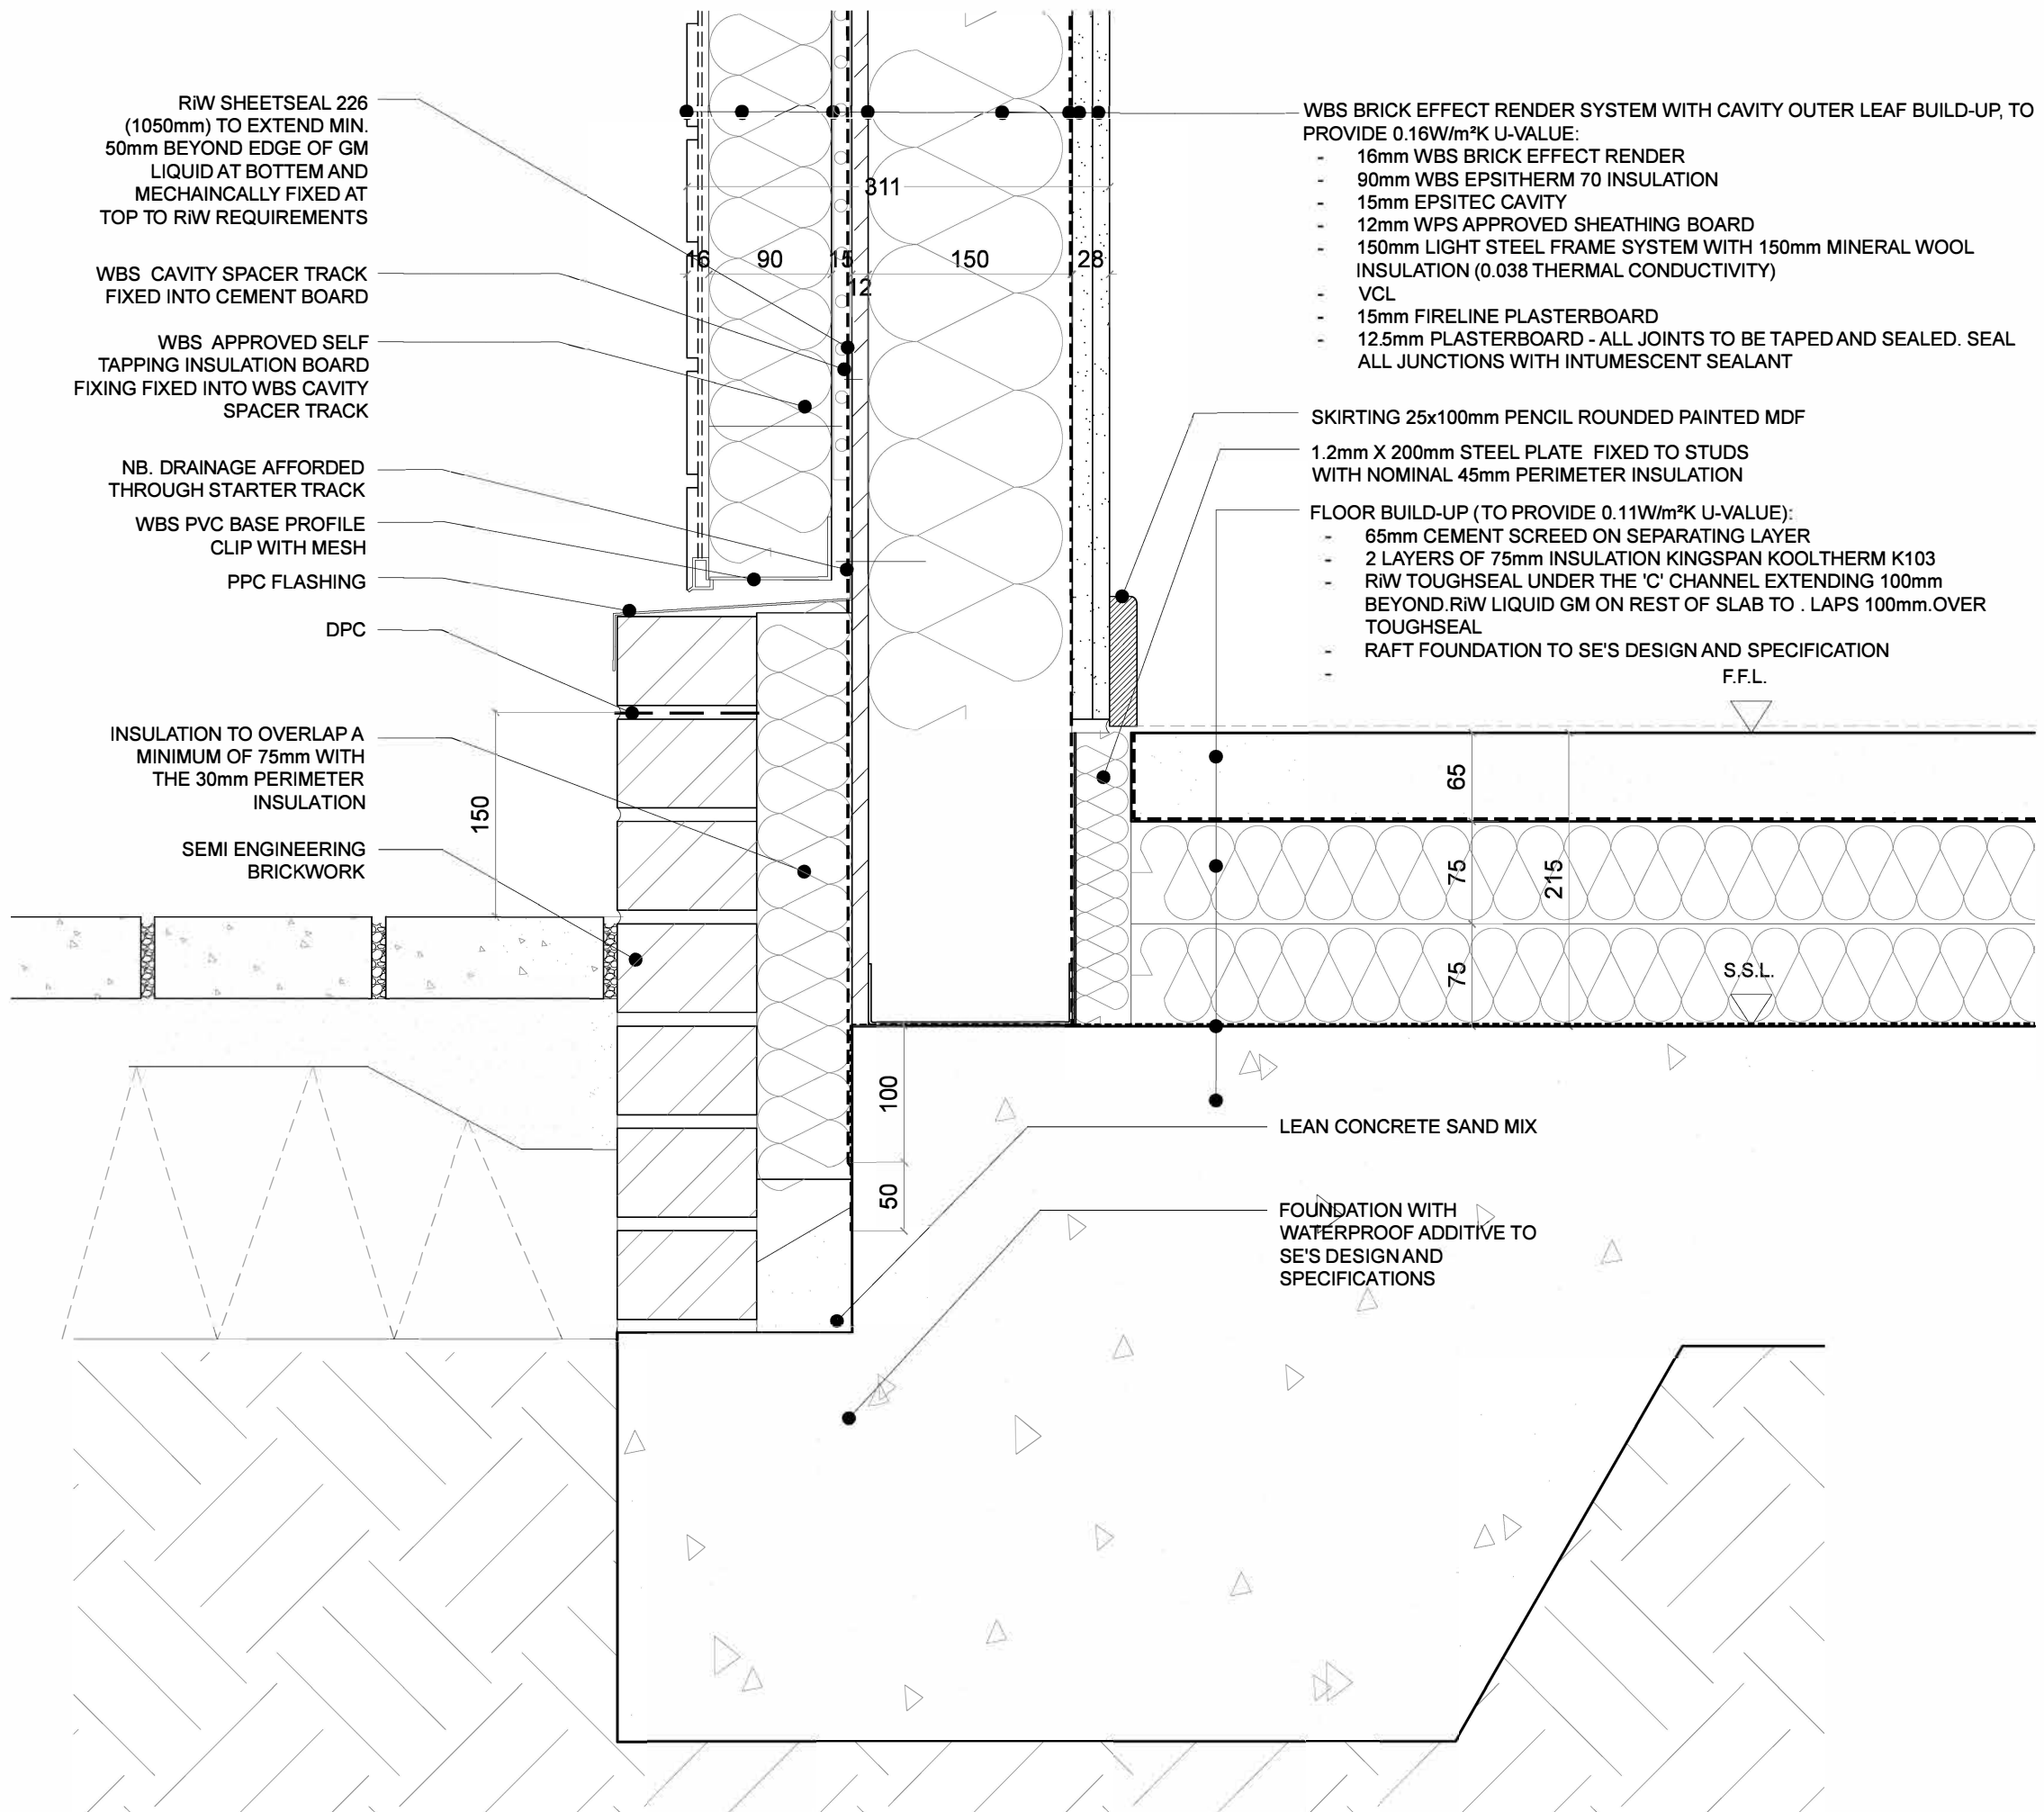 RiW SHEETSEAL 226
(1050mm) TO EXTEND MIN.
50mm BEYOND EDGE OF GM
LIQUID AT BOTTEM AND
MECHAINCALLY FIXED AT
TOP TO RiW REQUIREMENTS
WBS CAVITY SPACER TRACK
FIXED INTO CEMENT BOARD
WBS APPROVED SELF
TAPPING INSULATION BOARD
FIXING FIXED INTO WBS CAVITY
SPACER TRACK
NB. DRAINAGE AFFORDED
THROUGH STARTER TRACK
WBS PVC BASE PROFILE
CLIP WITH MESH
PPC FLASHING
DPC
INSULATION TO OVERLAP A
MINIMUM OF 75mm WITH
THE 30mm PERIMETER
INSULATION
SEMI ENGINEERING
BRICKWORK
150
311
16 90 15 150 28
12
WBS BRICK EFFECT RENDER SYSTEM WITH CAVITY OUTER LEAF BUILD-UP, TO
PROVIDE 0.16W/m²K U-VALUE:
- 16mm WBS BRICK EFFECT RENDER
- 90mm WBS EPSITHERM 70 INSULATION
- 15mm EPSITEC CAVITY
- 12mm WPS APPROVED SHEATHING BOARD
- 150mm LIGHT STEEL FRAME SYSTEM WITH 150mm MINERAL WOOL
INSULATION (0.038 THERMAL CONDUCTIVITY)
- VCL
- 15mm FIRELINE PLASTERBOARD
- 12.5mm PLASTERBOARD - ALL JOINTS TO BE TAPED AND SEALED. SEAL
ALL JUNCTIONS WITH INTUMESCENT SEALANT
SKIRTING 25x100mm PENCIL ROUNDED PAINTED MDF
1.2mm X 200mm STEEL PLATE FIXED TO STUDS
WITH NOMINAL 45mm PERIMETER INSULATION
FLOOR BUILD-UP (TO PROVIDE 0.11W/m²K U-VALUE):
- 65mm CEMENT SCREED ON SEPARATING LAYER
- 2 LAYERS OF 75mm INSULATION KINGSPAN KOOLTHERM K103
- RiW TOUGHSEAL UNDER THE 'C' CHANNEL EXTENDING 100mm
BEYOND.RiW LIQUID GM ON REST OF SLAB TO . LAPS 100mm.OVER
TOUGHSEAL
- RAFT FOUNDATION TO SE'S DESIGN AND SPECIFICATION
-
F.F.L.
65
75
215
75
S.S.L.
100
50
LEAN CONCRETE SAND MIX
FOUNDATION WITH
WATERPROOF ADDITIVE TO
SE'S DESIGN AND
SPECIFICATIONS